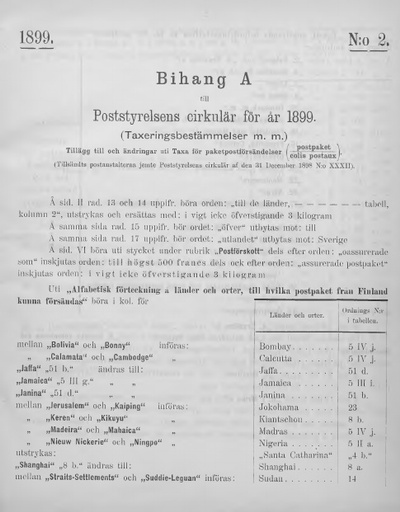 1899. N:o 2.
Bihang A
till
Poststyrelsens cirkulär för år 1899.
(Taxeringsbestämmelser m. m.)
Tillägg till och ändringar uti Taxa för paketpostförsändelser (postpaket / colis postaux).
(Tillsändts postanstalterna jemte Poststyrelsens cirkulär af den 31 December 1898 N:o XXXII).
Å sid. II rad. 13 och 14 uppifr. böra orden: „till de länder, — — — — — — tabell,
kolumn 2“, utstrykas och ersättas med: i vigt icke öfverstigande 3 kilogram
Å samma sida rad. 15 uppifr. bör ordet: „öfver“ utbytas mot: till
Å samma sida rad. 17 uppifr. bör ordet: „utlandet“ utbytas mot: Sverige
Å sid. VI böra uti stycket under rubrik „Postförskott“ dels efter orden: „oassurerade
som“ inskjutas orden: till högst 500 francs dels ock efter orden: „assurerade postpaket“
inskjutas orden: i vigt icke öfverstigande 3 kilogram
Uti „Alfabetisk förteckning å länder och orter, till hvilka postpaket från Finland
kunna försändas“ böra i kol. för
Länder och orter. Ordnings N:r i tabellen.
mellan „Bolivia“ och „Bonny“ införas: Bombay . . . . . . 5 IV j.
„ „Calamata“ och „Cambodge“ „ Calcutta . . . . . . 5 IV j.
„Jaffa“ „51 b.“ ändras till: Jaffa . . . . . . 51 d.
„Jamaica“ „5 III g.“ „ „ Jamaica . . . . . . 5 III i.
„Janina“ „51 d.“ „ „ Janina . . . . . . 51 b.
mellan „Jerusalem“ och „Kaiping“ införas: Jokohama . . . . . . 23
„ „Keren“ och „Kikuyu“ „ Kiautschou . . . . . . 8 b.
„ „Madeira“ och „Mahaica“ „ Madras . . . . . . 5 IV j.
„ „Nieuw Nickerie“ och „Ningpo“ „ Nigeria . . . . . . 5 II a.
utstrykas: „Santa Catharina“ „4 b.“
„Shanghai“ „8 b.“ ändras till: Shanghai . . . . . . 8 a.
mellan „Straits-Settlements“ och „Suddie-Leguan“ införas: Sudan . . . . . . 14